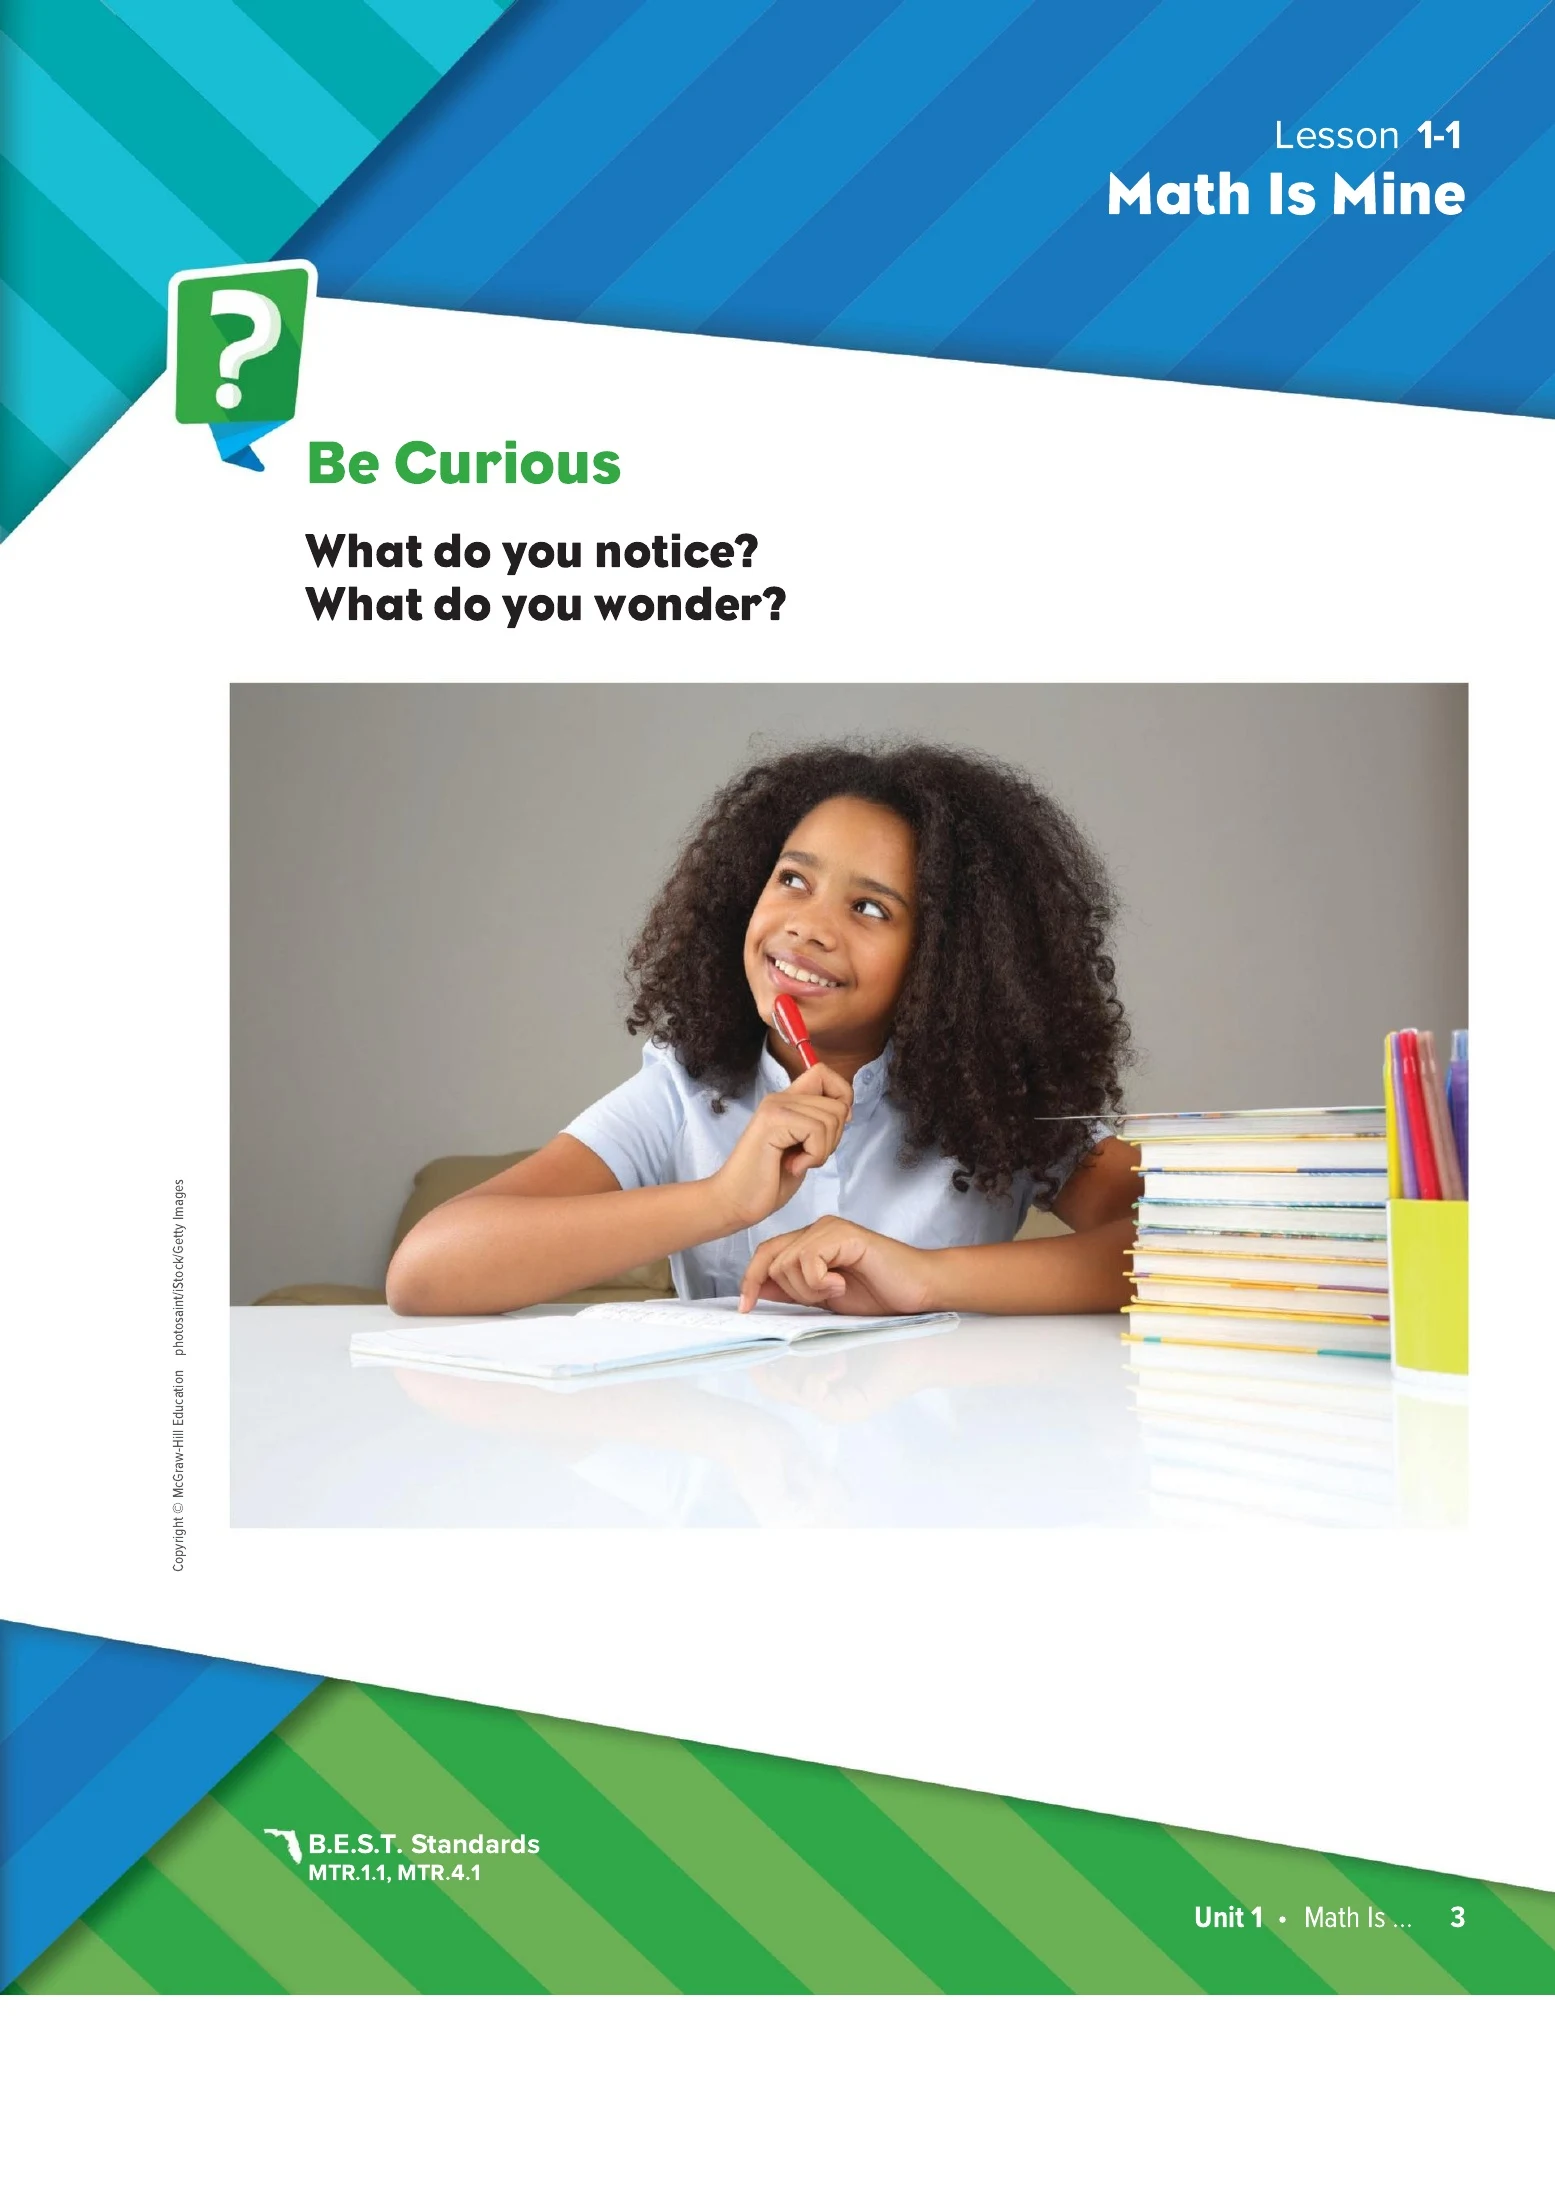 Lesson 1-1
Math Is Mine
?
Be Curious
What do you notice?
What do you wonder?
Copyright © McGraw-Hill Education photosaint/iStock/Getty Images
B.E.S.T. Standards
MTR.1.1, MTR.4.1
Unit 1 • Math Is ... 3